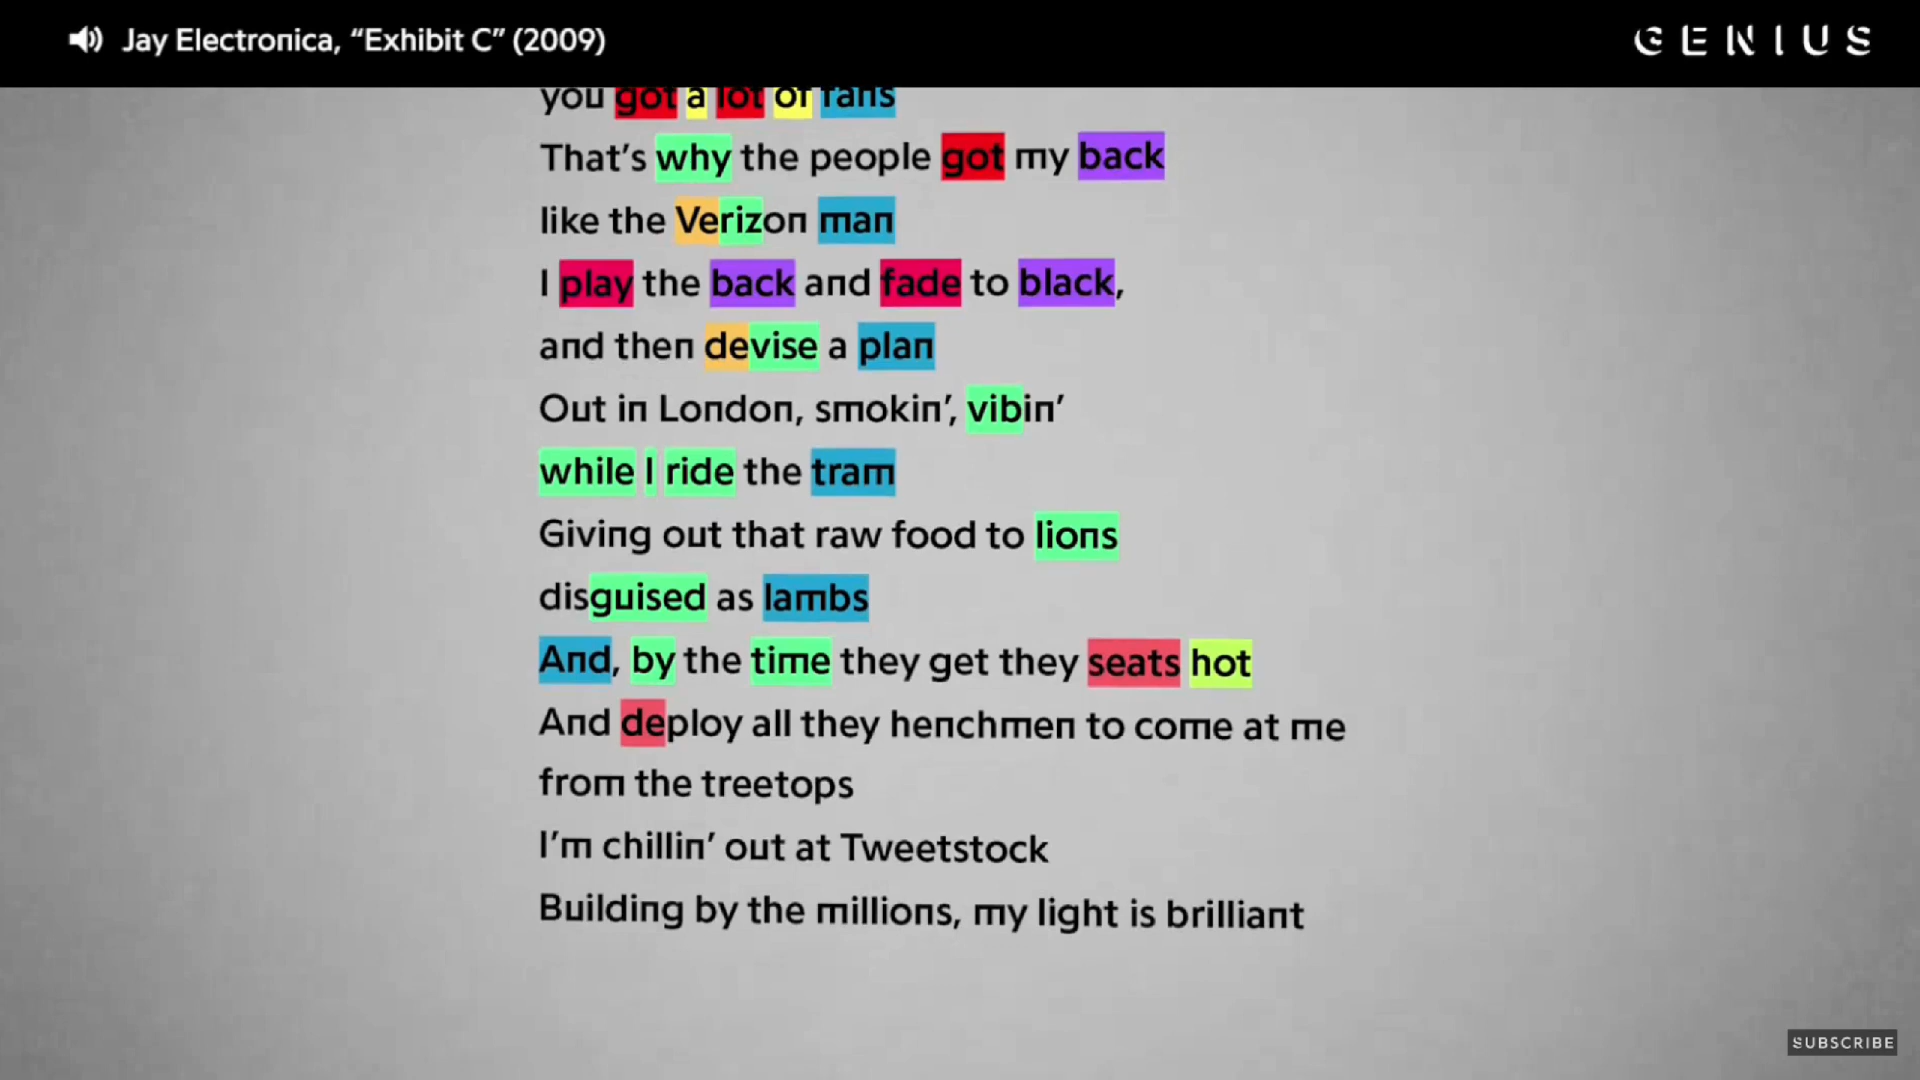 Jay Electronica, “Exhibit C” (2009)
GENIUS
you got a lot of fans
That’s why the people got my back
like the Verizon man
I play the back and fade to black,
and then devise a plan
Out in London, smokin’, vibin’
while I ride the tram
Giving out that raw food to lions
disguised as lambs
And, by the time they get they seats hot
And deploy all they henchmen to come at me
from the treetops
I’m chillin’ out at Tweetstock
Building by the millions, my light is brilliant
SUBSCRIBE